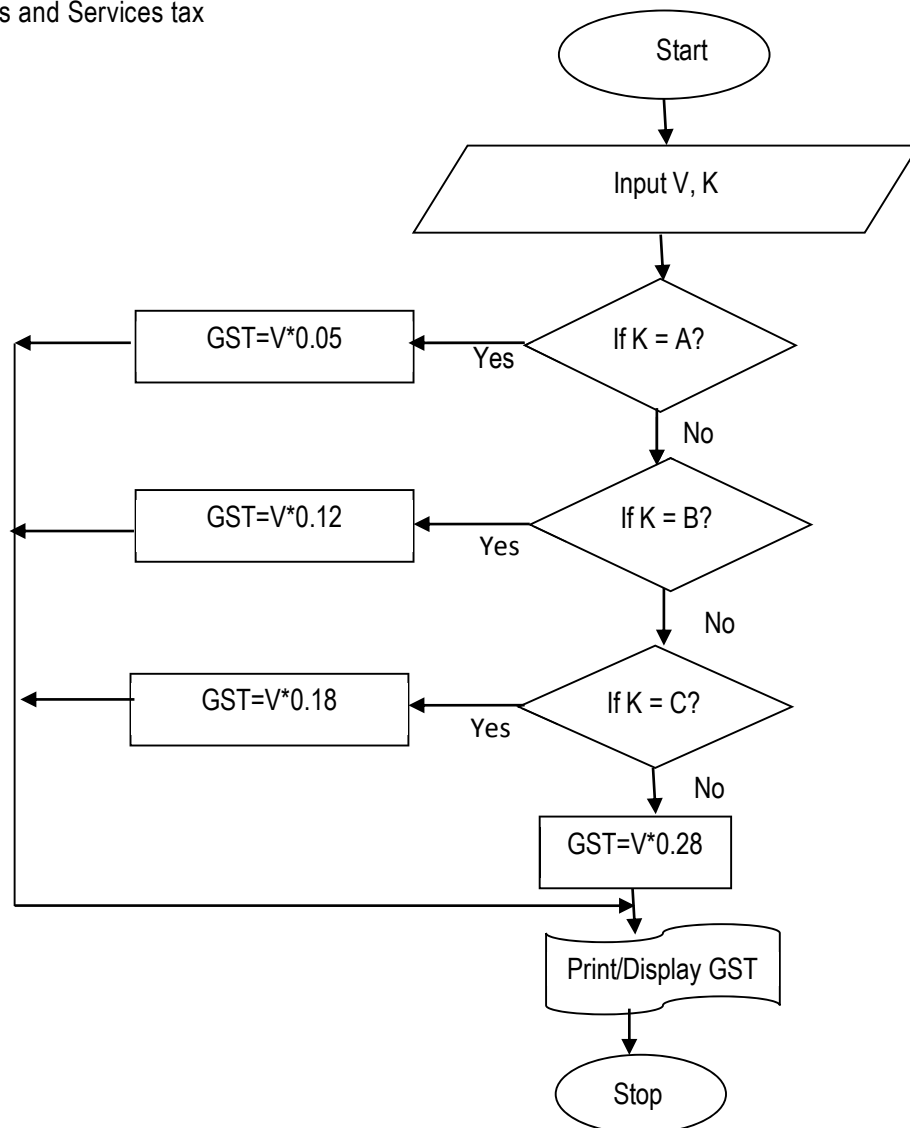 and Services tax
Start
Input V, K
If K = A?
Yes
GST=V*0.05
No
If K = B?
Yes
GST=V*0.12
No
If K = C?
Yes
GST=V*0.18
No
GST=V*0.28
Print/Display GST
Stop